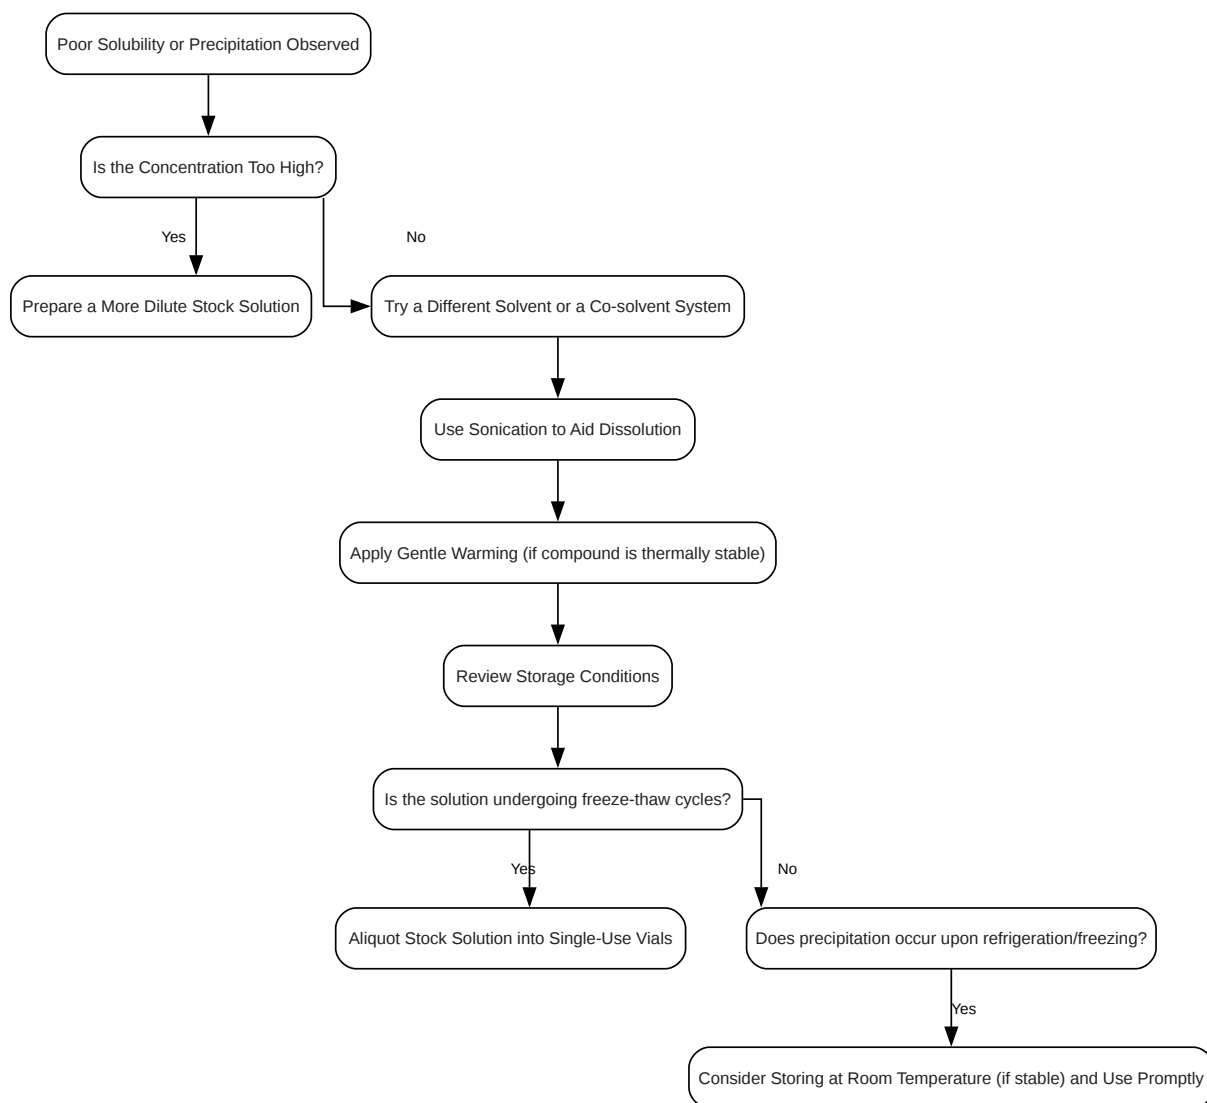 Poor Solubility or Precipitation Observed
Is the Concentration Too High?
Yes
No
Prepare a More Dilute Stock Solution
Try a Different Solvent or a Co-solvent System
Use Sonication to Aid Dissolution
Apply Gentle Warming (if compound is thermally stable)
Review Storage Conditions
Is the solution undergoing freeze-thaw cycles?
Yes
No
Aliquot Stock Solution into Single-Use Vials
Does precipitation occur upon refrigeration/freezing?
Yes
Consider Storing at Room Temperature (if stable) and Use Promptly